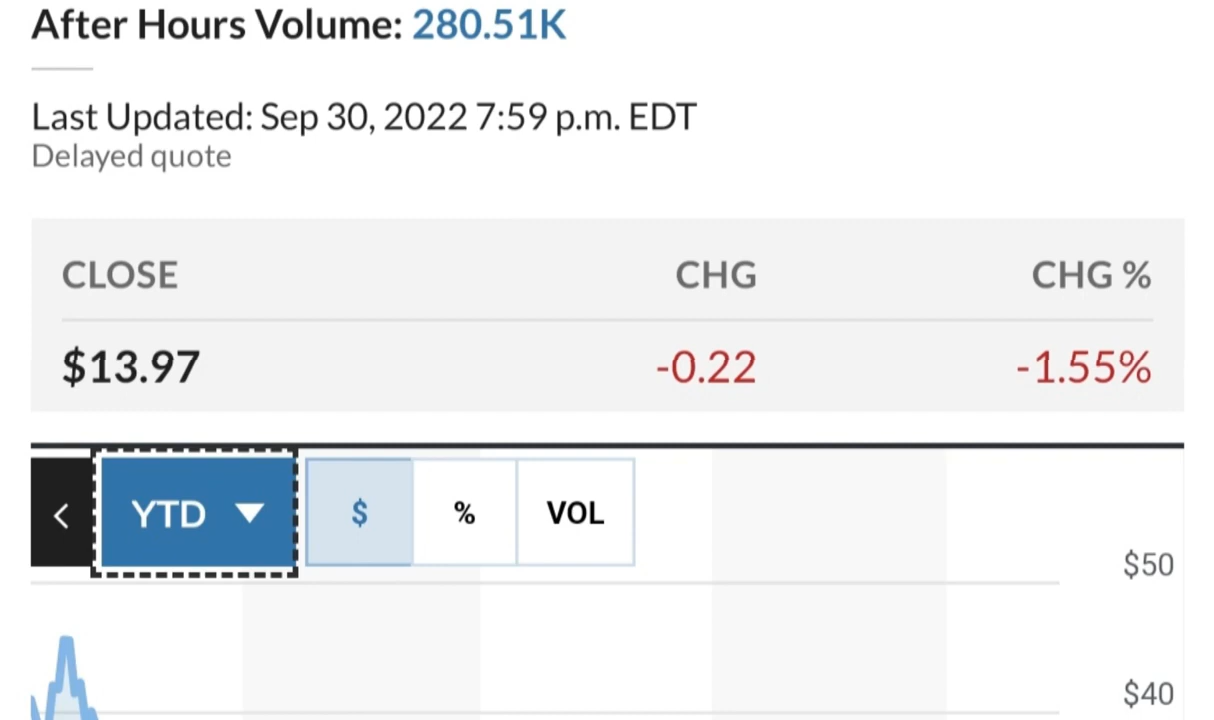 After Hours Volume: 280.51K
Last Updated: Sep 30, 2022 7:59 p.m. EDT
Delayed quote
CLOSE CHG CHG %
$13.97 -0.22 -1.55%
YTD $ % VOL
$50
$40